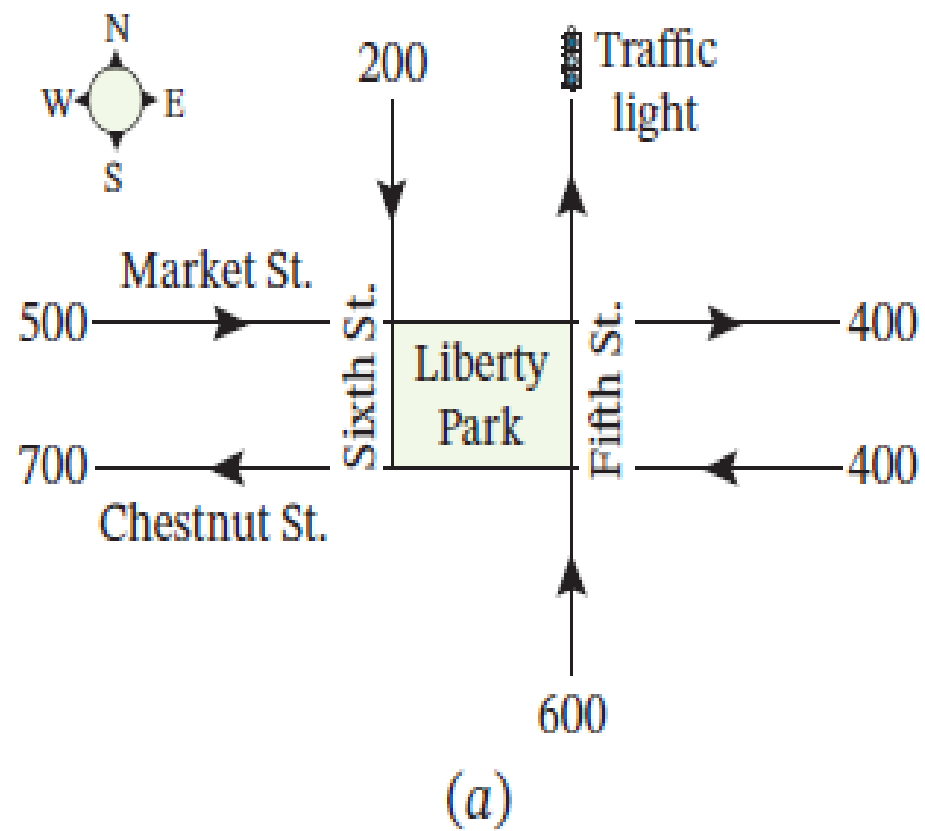 N
W E
S
200
Traffic
light
Market St.
500
400
Sixth St.
Liberty
Park
Fifth St.
700
400
Chestnut St.
600
(a)